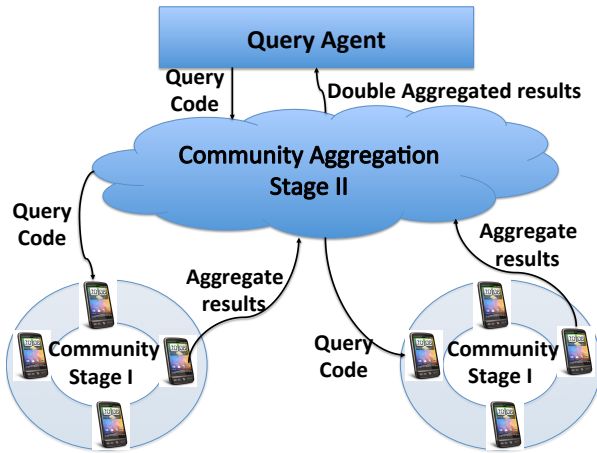 Query Agent
Query
Code
Double Aggregated results
Community Aggregation
Stage II
Query
Code
Aggregate
results
Aggregate
results
Query
Code
Community
Stage I
Community
Stage I